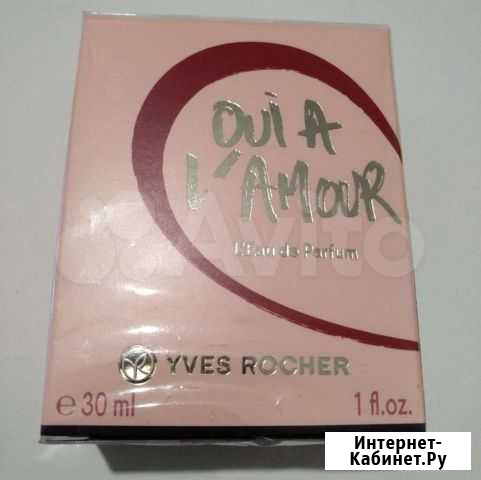 OUI A
L'AMOUR
L'Eau de Parfum
Avito
YVES ROCHER
℮ 30 ml 1 fl.oz.
Интернет-
Кабинет.Ру